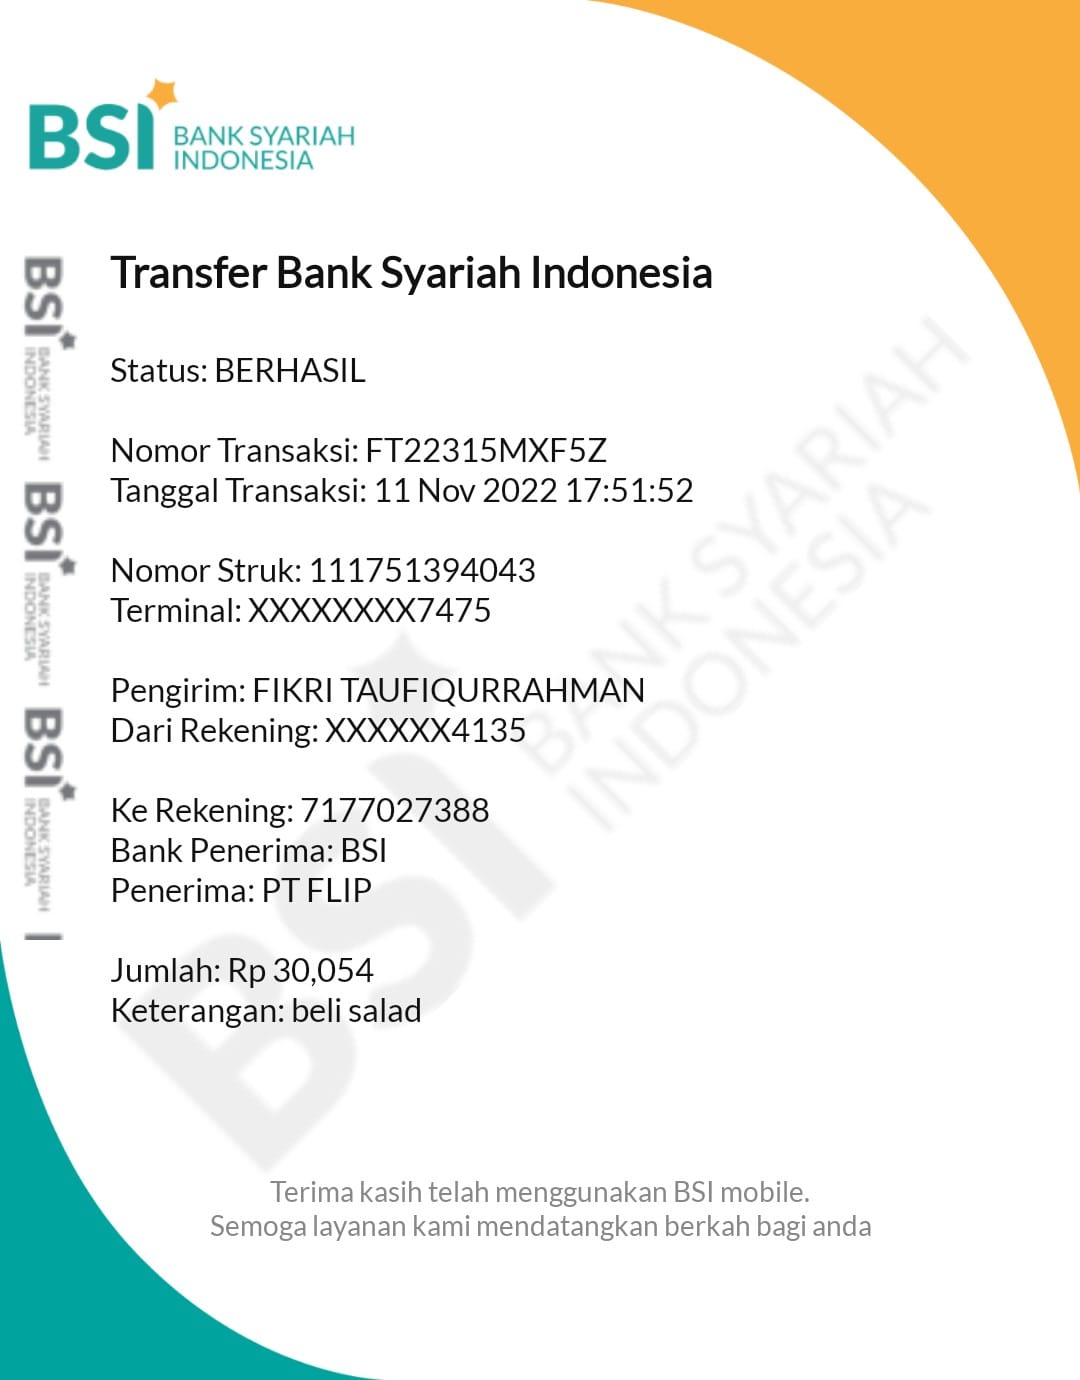 BSI BANK SYARIAH
INDONESIA
Transfer Bank Syariah Indonesia
Status: BERHASIL
Nomor Transaksi: FT22315MXF5Z
Tanggal Transaksi: 11 Nov 2022 17:51:52
Nomor Struk: 111751394043
Terminal: XXXXXXXX7475
Pengirim: FIKRI TAUFIQURRAHMAN
Dari Rekening: XXXXXX4135
Ke Rekening: 7177027388
Bank Penerima: BSI
Penerima: PT FLIP
Jumlah: Rp 30,054
Keterangan: beli salad
Terima kasih telah menggunakan BSI mobile.
Semoga layanan kami mendatangkan berkah bagi anda
BSI BANK SYARIAH
INDONESIA
BSI BANK SYARIAH
INDONESIA
BSI BANK SYARIAH
INDONESIA
BSI BANK SYARIAH
INDONESIA